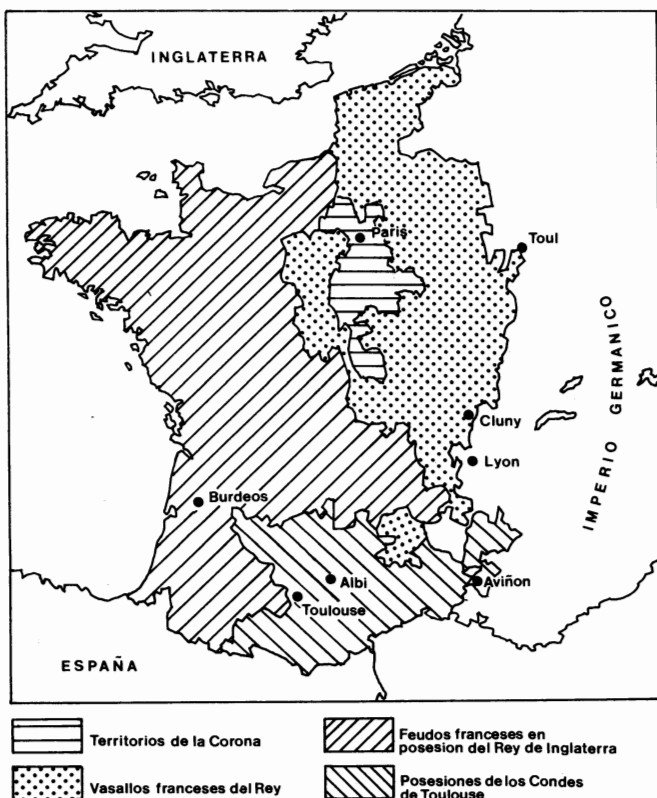 INGLATERRA
Paris
Toul
IMPERIO GERMANICO
Cluny
Lyon
Burdeos
Albi
Aviñon
Toulouse
ESPAÑA
Territorios de la Corona
Feudos franceses en
posesion del Rey de Inglaterra
Vasallos franceses del Rey
Posesiones de los Condes
de Toulouse